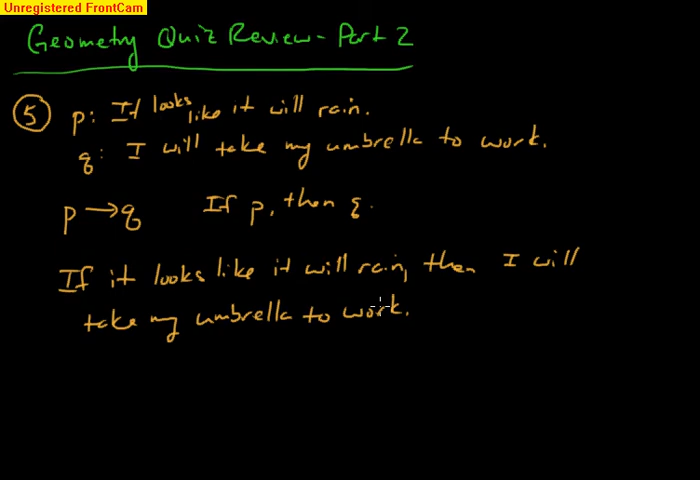 Unregistered FrontCam
Geometry Quiz Review - Part 2
5 p: It looks like it will rain.
q: I will take my umbrella to work.
p → q If p, then q.
If it looks like it will rain, then I will
take my umbrella to work.